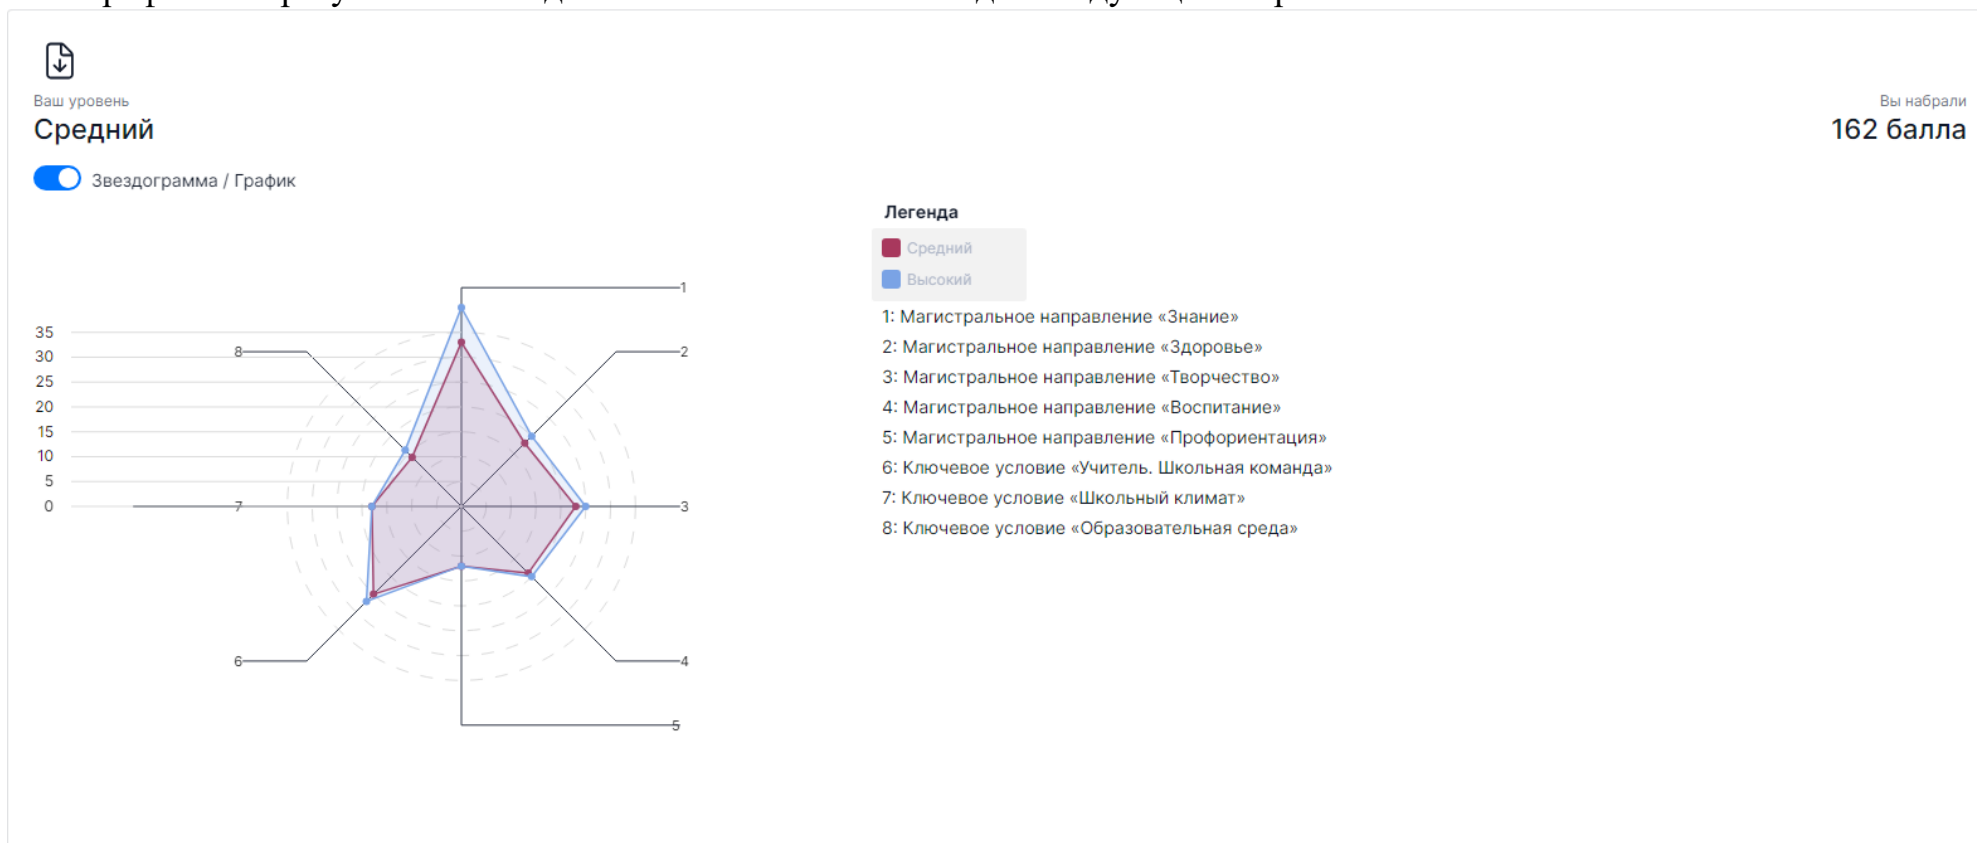 Ваш уровень
Средний
Вы набрали
162 балла
Звездограмма / График
Легенда
Средний
Высокий
1: Магистральное направление «Знание»
2: Магистральное направление «Здоровье»
3: Магистральное направление «Творчество»
4: Магистральное направление «Воспитание»
5: Магистральное направление «Профориентация»
6: Ключевое условие «Учитель. Школьная команда»
7: Ключевое условие «Школьный климат»
8: Ключевое условие «Образовательная среда»
35
30
25
20
15
10
5
0
1
2
3
4
5
6
7
8